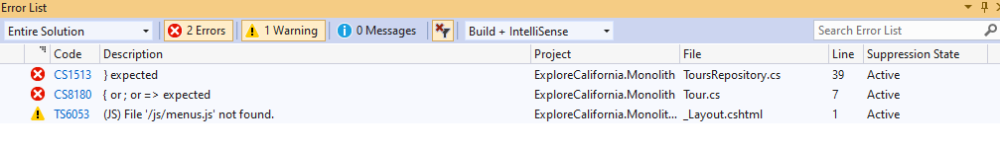 Error List
Entire Solution 2 Errors 1 Warning 0 Messages Build + IntelliSense Search Error List
Code Description Project File Line Suppression State
CS1513 } expected ExploreCalifornia.Monolith ToursRepository.cs 39 Active
CS8180 { or ; or => expected ExploreCalifornia.Monolith Tour.cs 7 Active
TS6053 (JS) File '/js/menus.js' not found. ExploreCalifornia.Monolit... _Layout.cshtml 1 Active